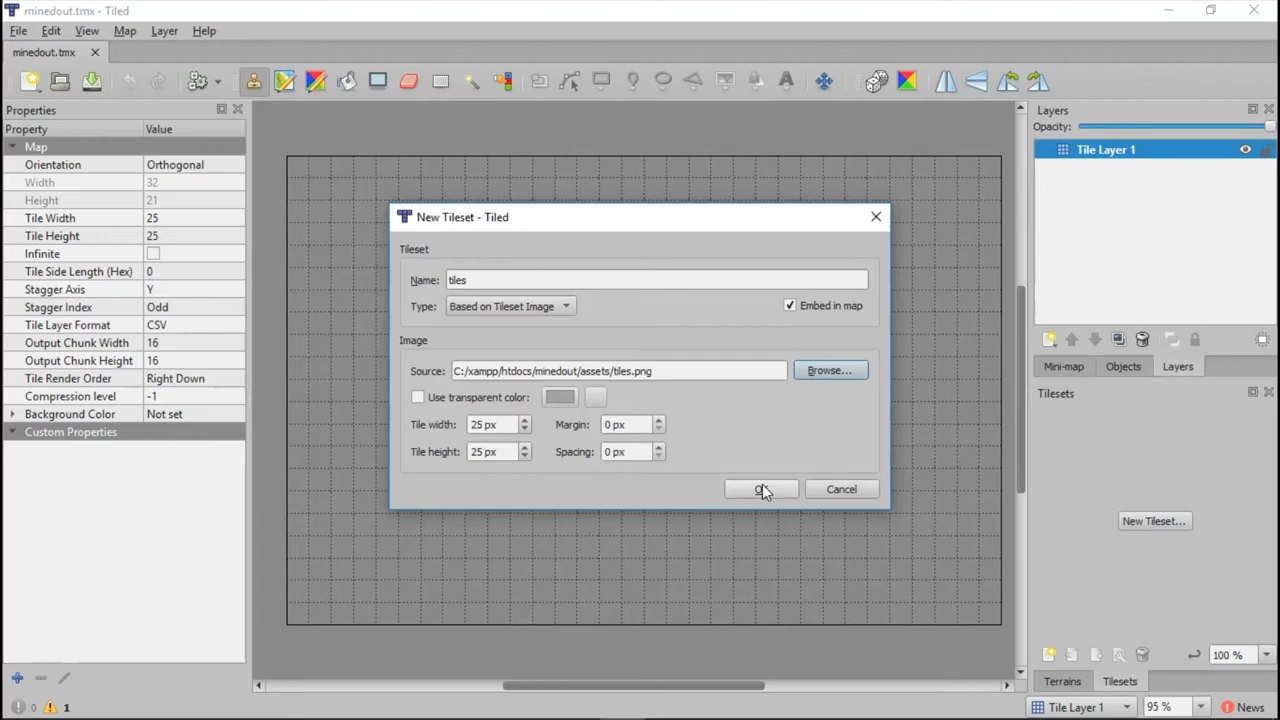 minedout.tmx - Tiled
File Edit View Map Layer Help
minedout.tmx
Properties
Property Value
Map
Orientation Orthogonal
Width 32
Height 21
Tile Width 25
Tile Height 25
Infinite
Tile Side Length (Hex) 0
Stagger Axis Y
Stagger Index Odd
Tile Layer Format CSV
Output Chunk Width 16
Output Chunk Height 16
Tile Render Order Right Down
Compression level -1
Background Color Not set
Custom Properties
0 1
New Tileset - Tiled
Tileset
Name: tiles
Type: Based on Tileset Image Embed in map
Image
Source: C:/xampp/htdocs/minedout/assets/tiles.png Browse...
Use transparent color:
Tile width: 25 px Margin: 0 px
Tile height: 25 px Spacing: 0 px
Cancel
Layers
Opacity:
Tile Layer 1
Mini-map Objects Layers
Tilesets
New Tileset...
100 %
Terrains Tilesets
Tile Layer 1 95 % News